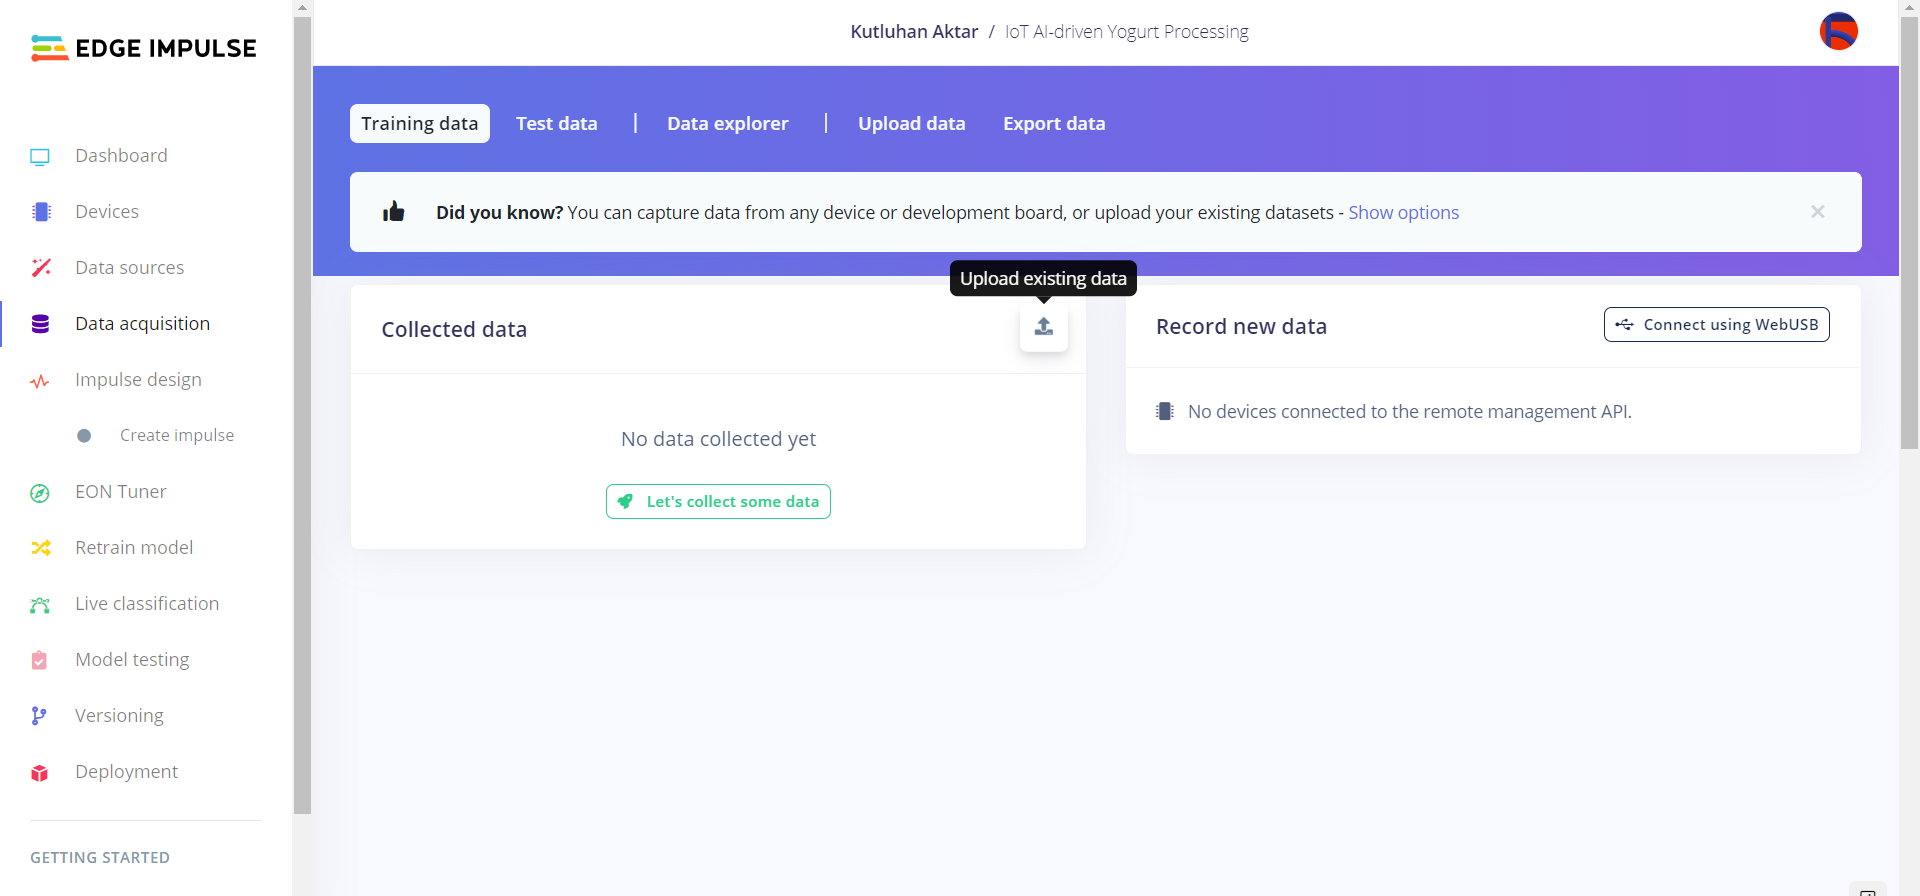 EDGE IMPULSE
Dashboard
Devices
Data sources
Data acquisition
Impulse design
Create impulse
EON Tuner
Retrain model
Live classification
Model testing
Versioning
Deployment
GETTING STARTED
Kutluhan Aktar / IoT AI-driven Yogurt Processing
Training data Test data | Data explorer | Upload data Export data
Did you know? You can capture data from any device or development board, or upload your existing datasets - Show options
Upload existing data
Collected data
No data collected yet
Let's collect some data
Record new data
Connect using WebUSB
No devices connected to the remote management API.